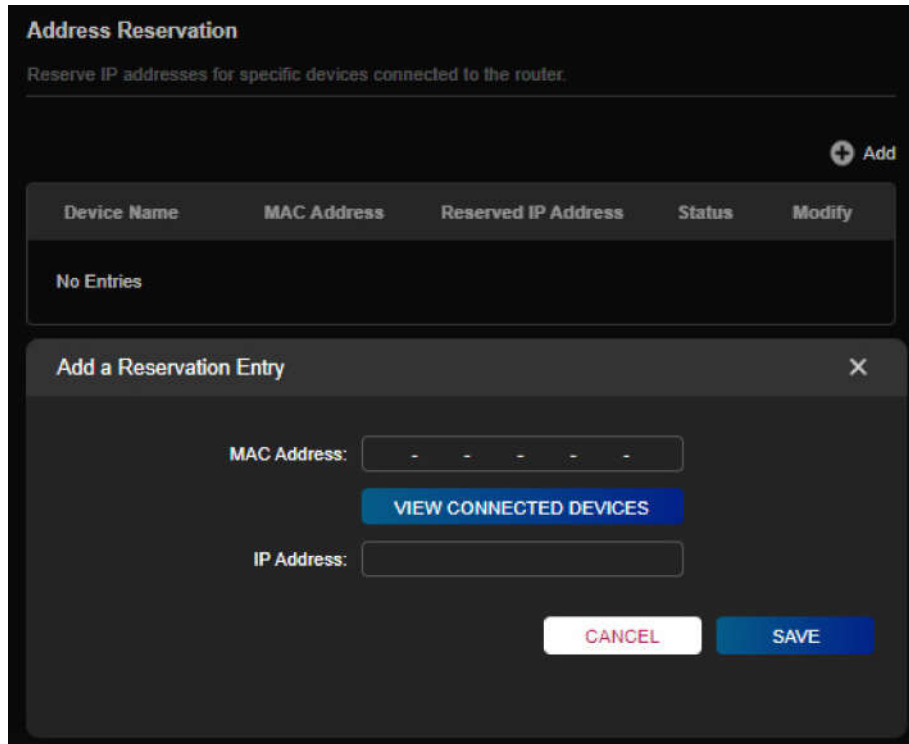 Address Reservation
Reserve IP addresses for specific devices connected to the router.
Add
Device Name MAC Address Reserved IP Address Status Modify
No Entries
Add a Reservation Entry
MAC Address: - - - - -
VIEW CONNECTED DEVICES
IP Address:
CANCEL SAVE